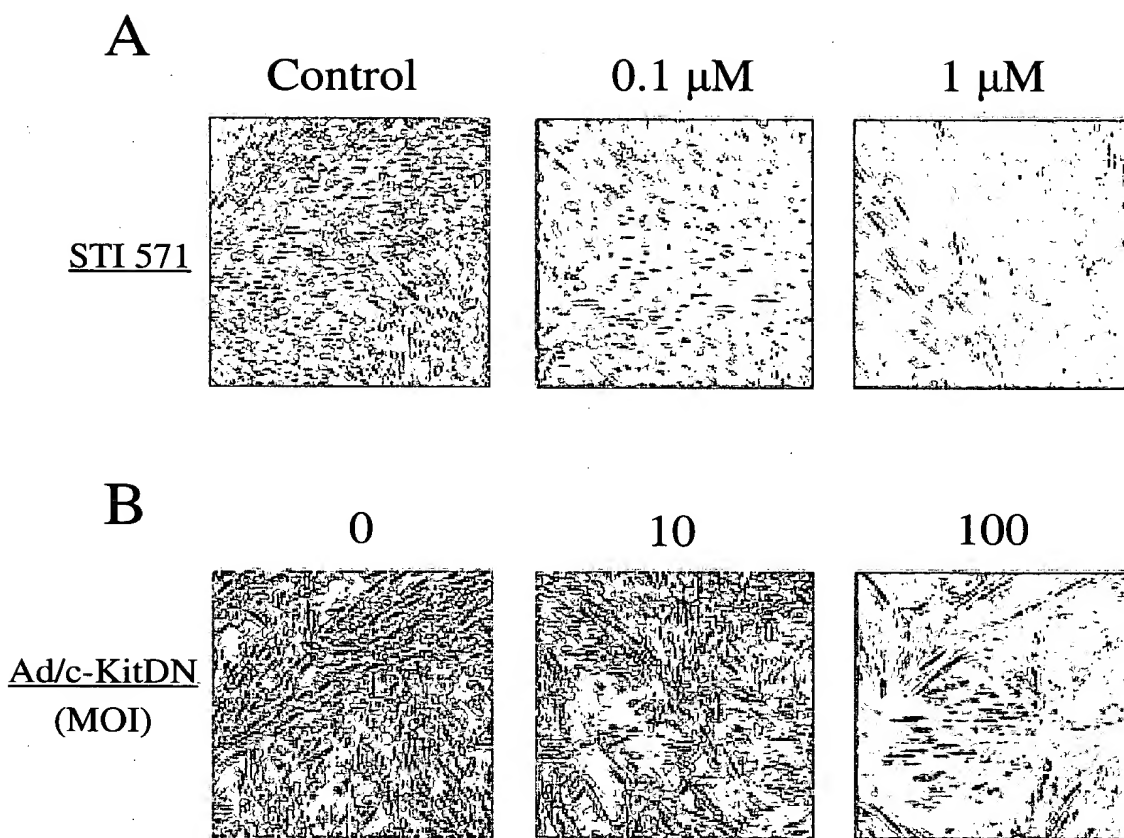 A
Control 0.1 μM 1 μM
STI 571
B
0 10 100
Ad/c-KitDN
(MOI)